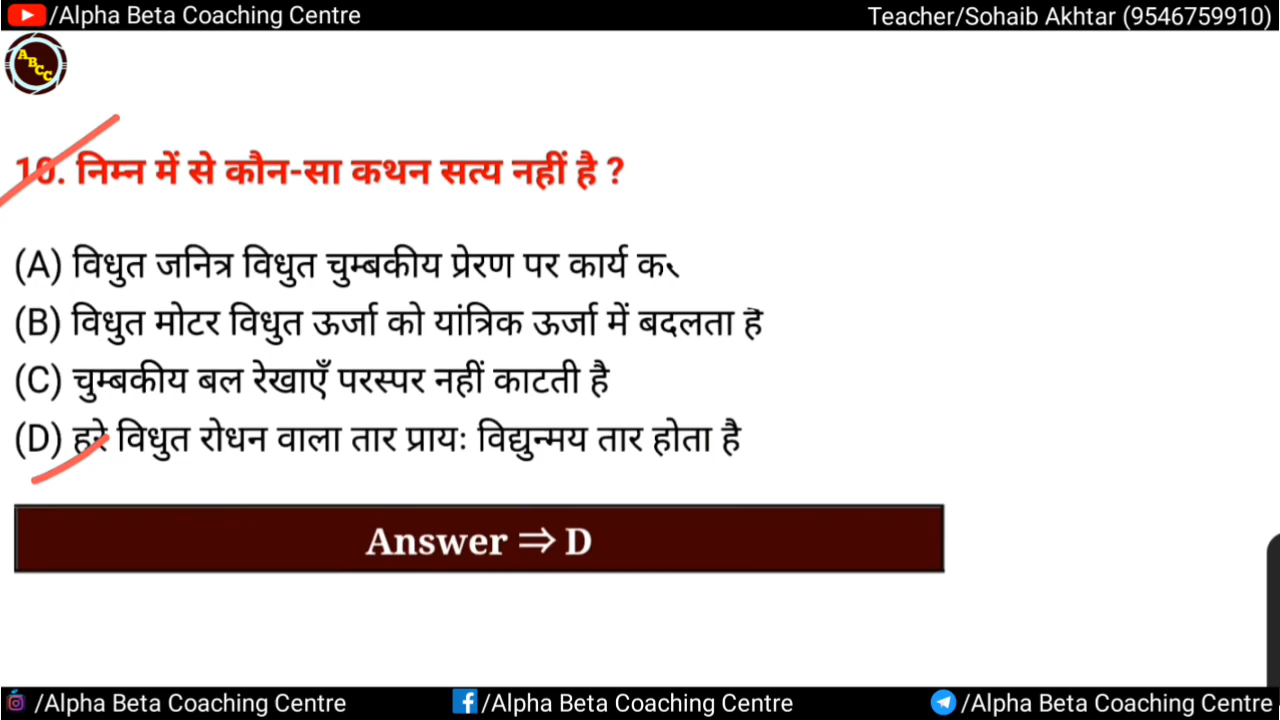 /Alpha Beta Coaching Centre
Teacher/Sohaib Akhtar (9546759910)
ABCC
10. निम्न में से कौन-सा कथन सत्य नहीं है ?
(A) विधुत जनित्र विधुत चुम्बकीय प्रेरण पर कार्य
(B) विधुत मोटर विधुत ऊर्जा को यांत्रिक ऊर्जा में बदलता है
(C) चुम्बकीय बल रेखाएँ परस्पर नहीं काटती है
(D) हरे विधुत रोधन वाला तार प्रायः विद्युन्मय तार होता है
Answer ⇒ D
/Alpha Beta Coaching Centre
/Alpha Beta Coaching Centre
/Alpha Beta Coaching Centre